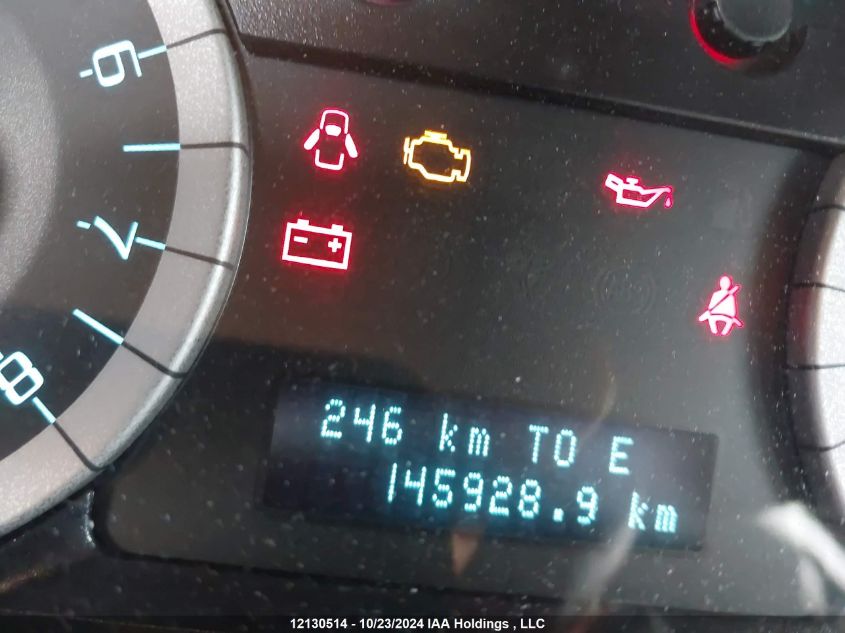 6
7
8
246 km TO E
145928.9 km
12130514 - 10/23/2024 IAA Holdings , LLC